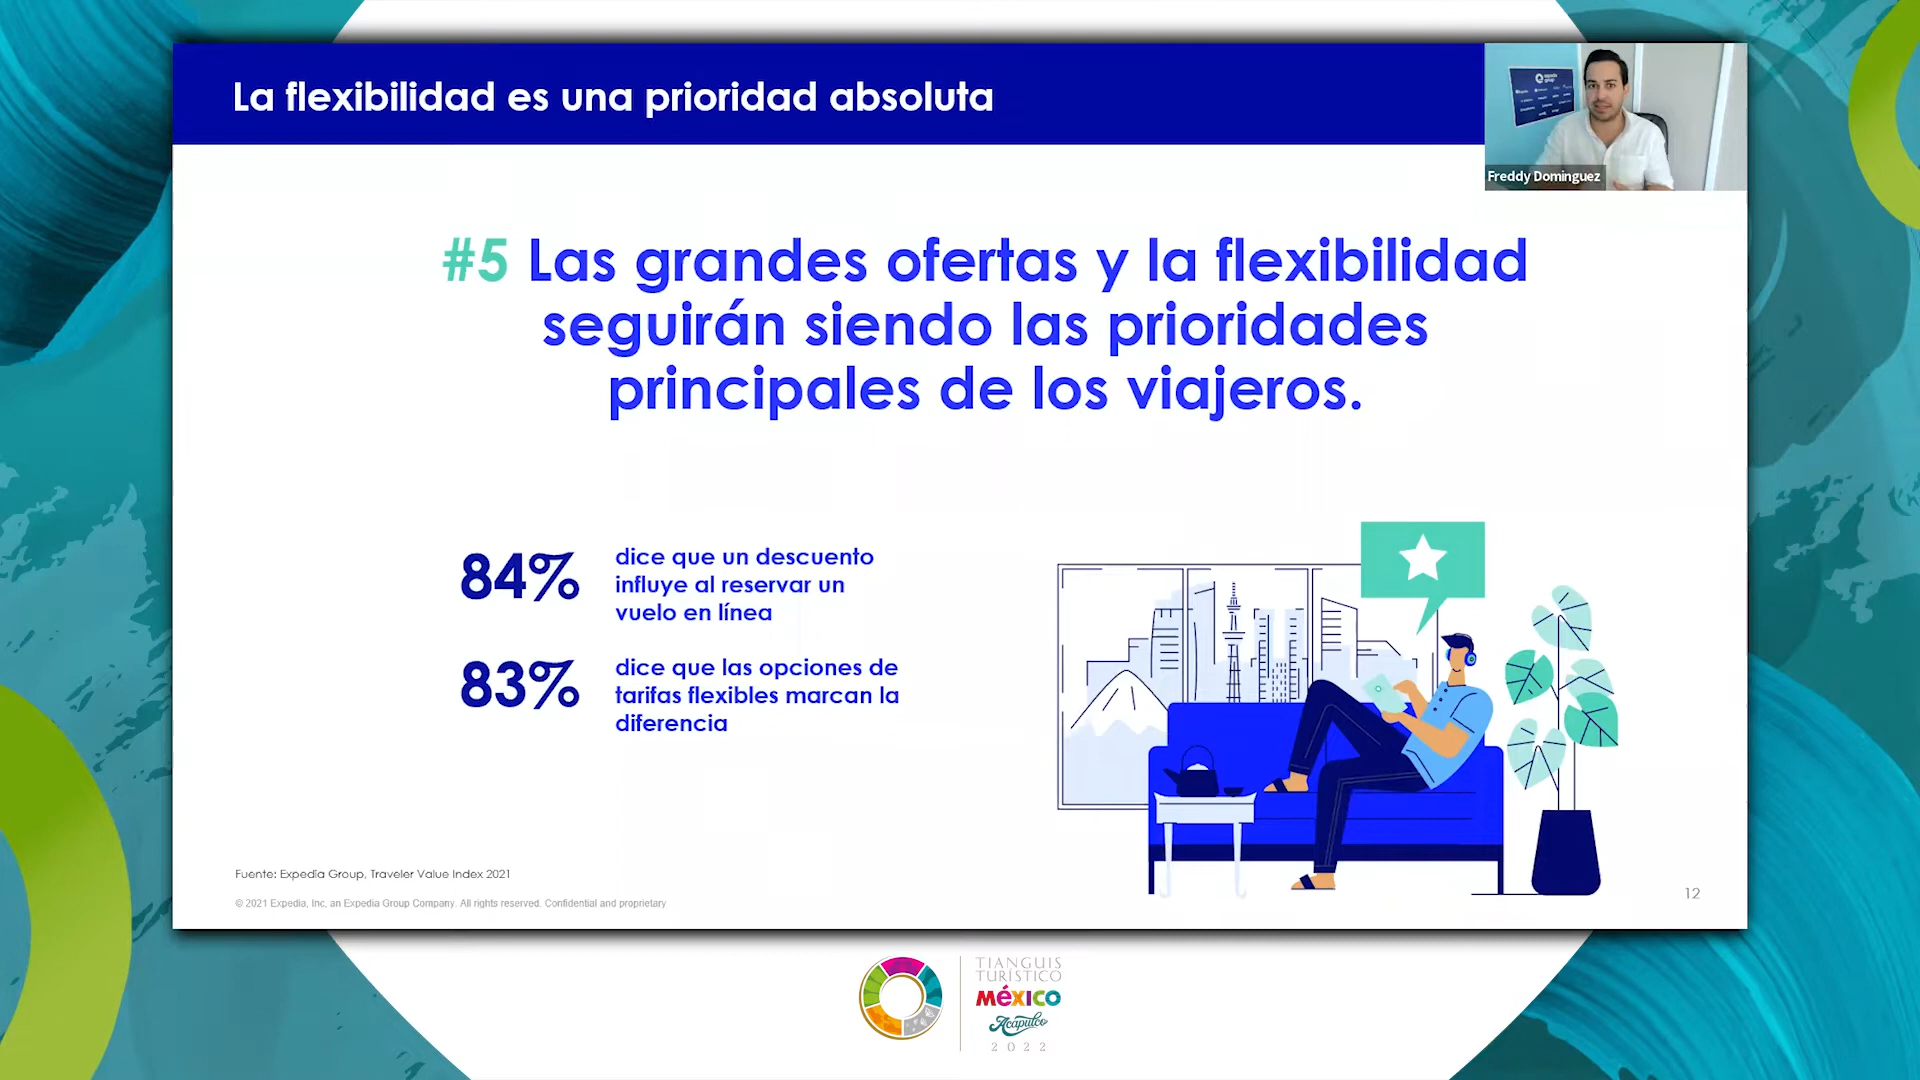 La flexibilidad es una prioridad absoluta
Freddy Dominguez
#5 Las grandes ofertas y la flexibilidad
seguirán siendo las prioridades
principales de los viajeros.
84%
dice que un descuento
influye al reservar un
vuelo en línea
83%
dice que las opciones de
tarifas flexibles marcan la
diferencia
Fuente: Expedia Group, Traveler Value Index 2021
© 2021 Expedia, Inc, an Expedia Group Company. All rights reserved. Confidential and proprietary
12
TIANGUIS
TURÍSTICO
MéXICO
Acapulco
2022